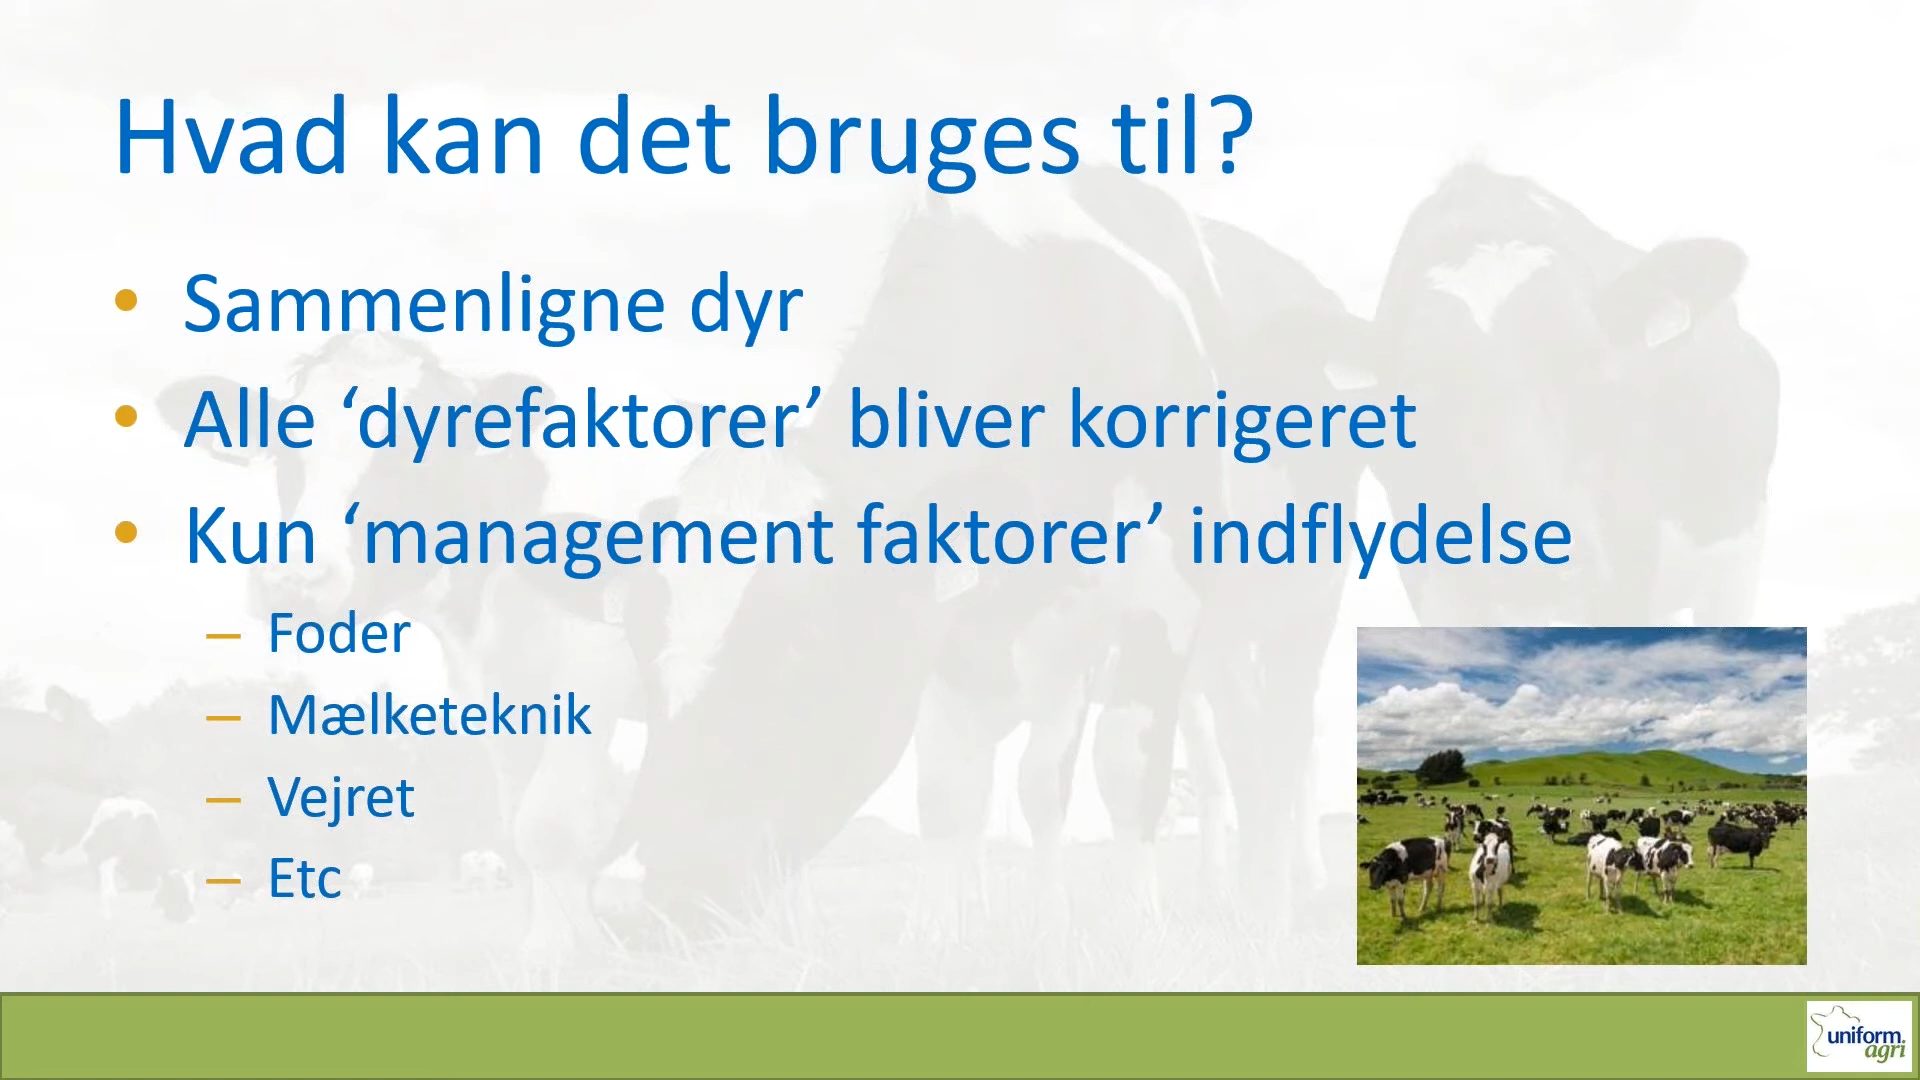 Hvad kan det bruges til?
• Sammenligne dyr
• Alle ‘dyrefaktorer’ bliver korrigeret
• Kun ‘management faktorer’ indflydelse
– Foder
– Mælketeknik
– Vejret
– Etc
uniform
agri